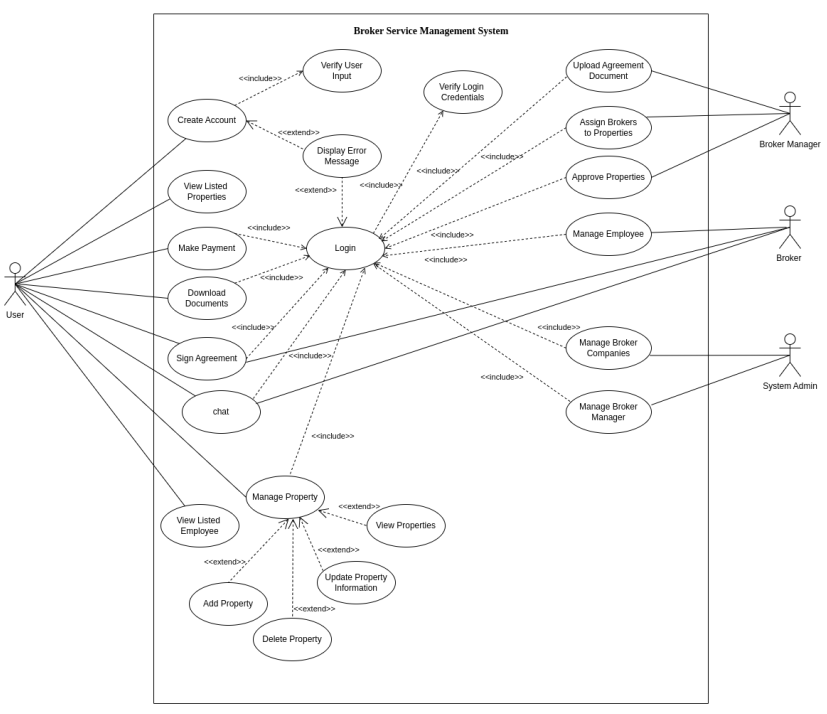 Broker Service Management System
Verify User
Input
Upload Agreement
Document
<<include>>
Verify Login
Credentials
Create Account
Assign Brokers
to Properties
Broker Manager
<<extend>>
Display Error
Message
<<include>>
<<include>>
Approve Properties
View Listed
Properties
<<extend>>
<<include>>
<<include>>
Make Payment
Login
<<include>>
Manage Employee
Broker
<<include>>
<<include>>
Download
Documents
User
<<include>>
<<include>>
Manage Broker
Companies
Sign Agreement
<<include>>
<<include>>
System Admin
chat
Manage Broker
Manager
<<include>>
Manage Property
<<extend>>
View Listed
Employee
View Properties
<<extend>>
<<extend>>
Update Property
Information
Add Property
<<extend>>
Delete Property